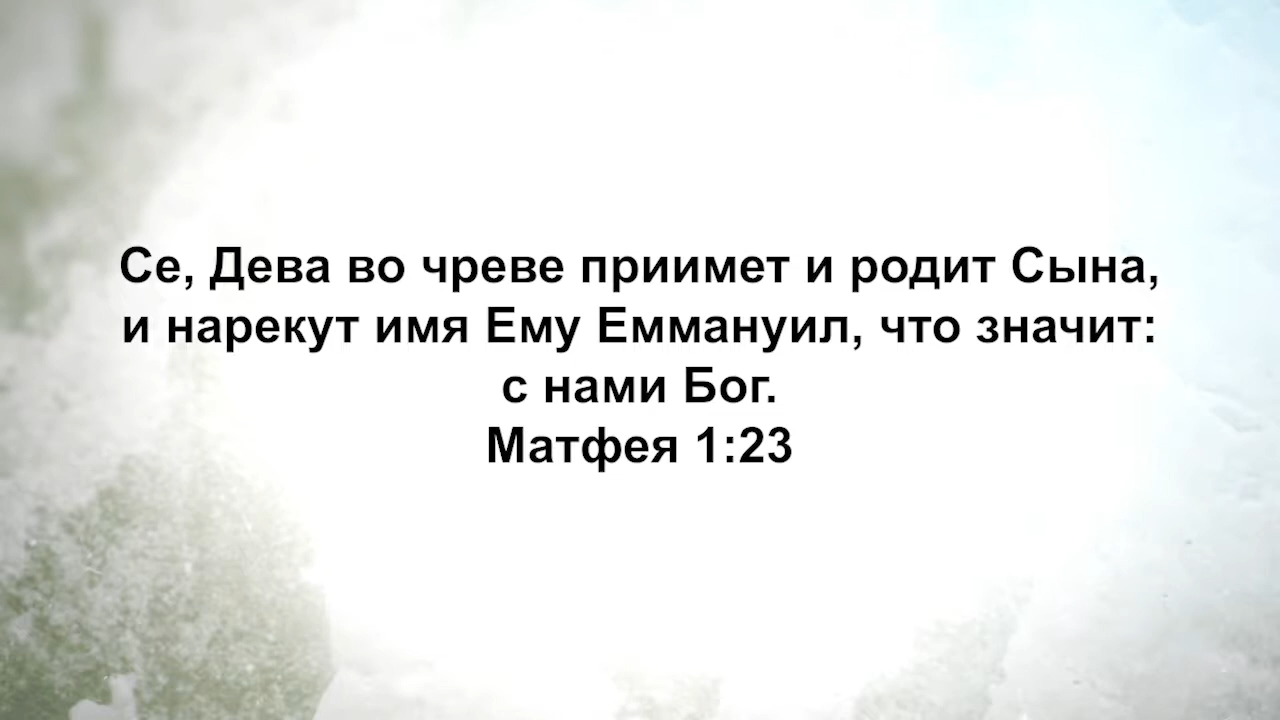 Се, Дева во чреве приимет и родит Сына,
и нарекут имя Ему Еммануил, что значит:
с нами Бог.
Матфея 1:23